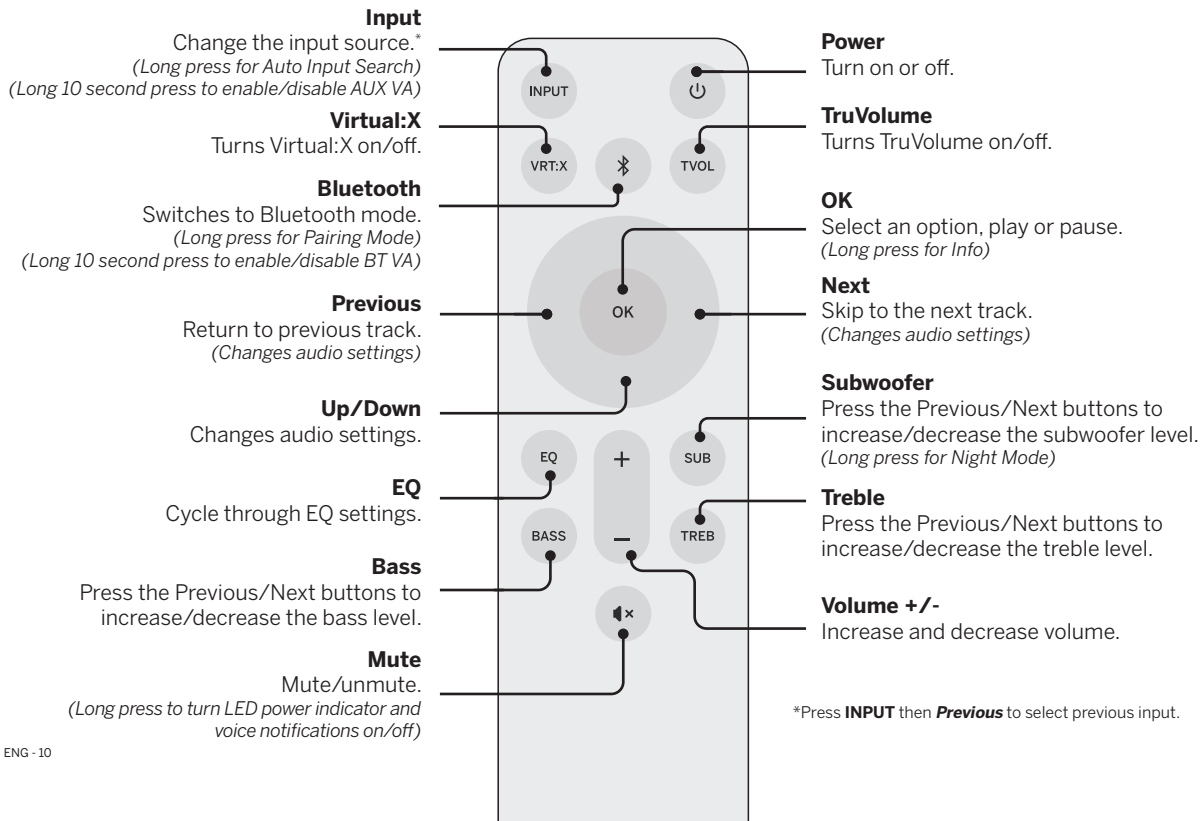 Input
Change the input source.*
(Long press for Auto Input Search)
(Long 10 second press to enable/disable AUX VA)
Virtual:X
Turns Virtual:X on/off.
Bluetooth
Switches to Bluetooth mode.
(Long press for Pairing Mode)
(Long 10 second press to enable/disable BT VA)
Previous
Return to previous track.
(Changes audio settings)
Up/Down
Changes audio settings.
EQ
Cycle through EQ settings.
Bass
Press the Previous/Next buttons to
increase/decrease the bass level.
Mute
Mute/unmute.
(Long press to turn LED power indicator and
voice notifications on/off)
ENG - 10
INPUT
VRT:X
TVOL
OK
EQ
+
SUB
BASS
–
TREB
Power
Turn on or off.
TruVolume
Turns TruVolume on/off.
OK
Select an option, play or pause.
(Long press for Info)
Next
Skip to the next track.
(Changes audio settings)
Subwoofer
Press the Previous/Next buttons to
increase/decrease the subwoofer level.
(Long press for Night Mode)
Treble
Press the Previous/Next buttons to
increase/decrease the treble level.
Volume +/-
Increase and decrease volume.
*Press INPUT then Previous to select previous input.